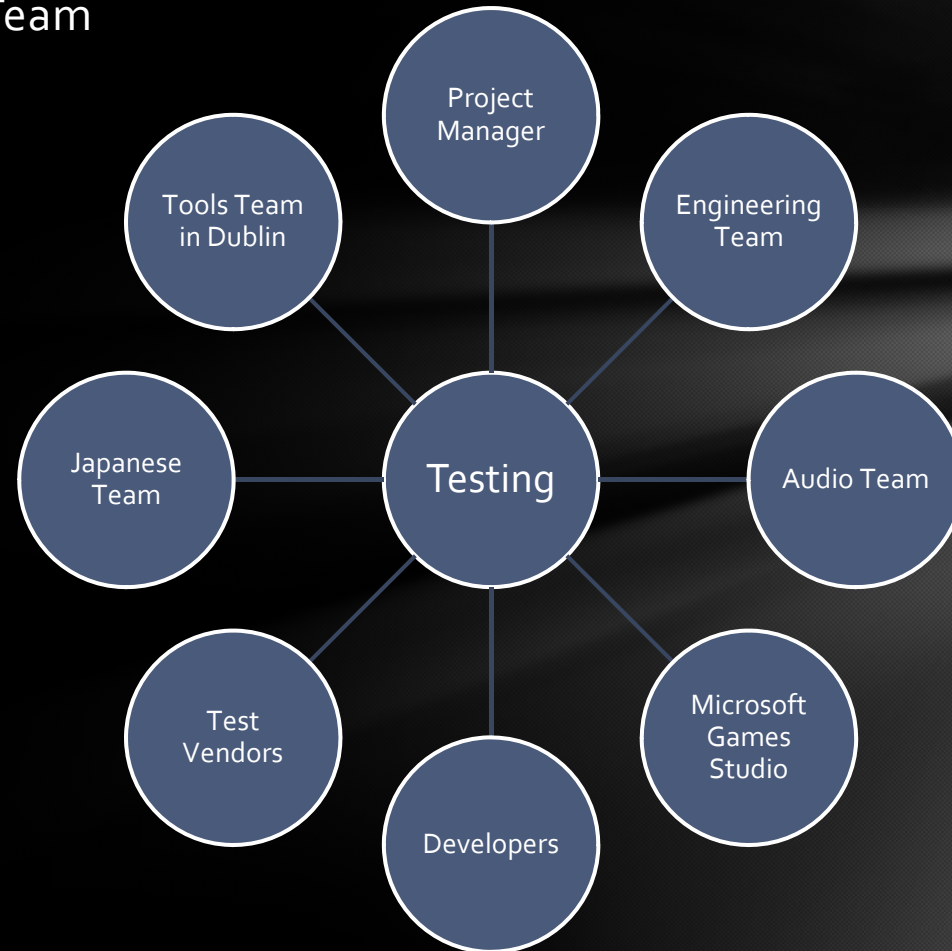 eam
Project
Manager
Tools Team
in Dublin
Engineering
Team
Japanese
Team
Testing
Audio Team
Test
Vendors
Microsoft
Games
Studio
Developers